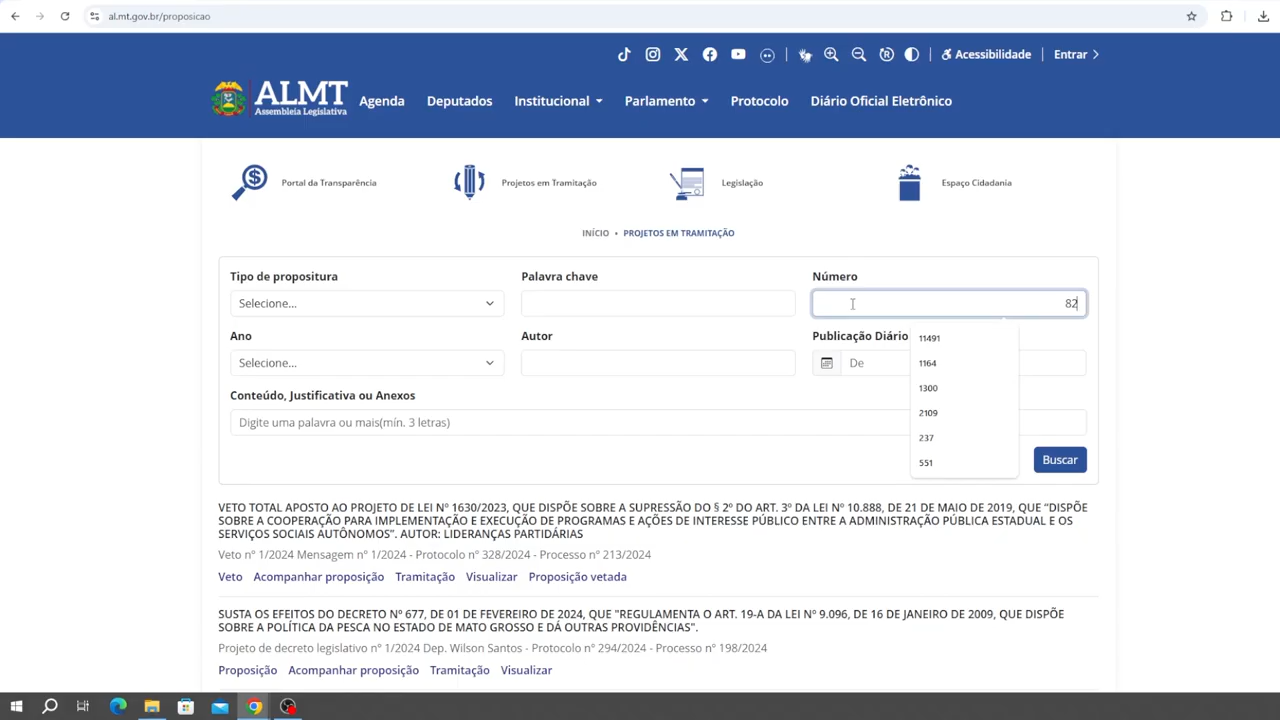 al.mt.gov.br/proposicao
Acessibilidade
Entrar
ALMT
Assembleia Legislativa
Agenda
Deputados
Institucional
Parlamento
Protocolo
Diário Oficial Eletrônico
Portal da Transparência
Projetos em Tramitação
Legislação
Espaço Cidadania
INÍCIO • PROJETOS EM TRAMITAÇÃO
Tipo de propositura
Palavra chave
Número
Selecione...
82
Ano
Autor
Publicação Diário
Selecione...
De
11491
1164
1300
2109
237
551
Conteúdo, Justificativa ou Anexos
Digite uma palavra ou mais(mín. 3 letras)
Buscar
VETO TOTAL APOSTO AO PROJETO DE LEI Nº 1630/2023, QUE DISPÕE SOBRE A SUPRESSÃO DO § 2º DO ART. 3º DA LEI Nº 10.888, DE 21 DE MAIO DE 2019, QUE "DISPÕE
SOBRE A COOPERAÇÃO PARA IMPLEMENTAÇÃO E EXECUÇÃO DE PROGRAMAS E AÇÕES DE INTERESSE PÚBLICO ENTRE A ADMINISTRAÇÃO PÚBLICA ESTADUAL E OS
SERVIÇOS SOCIAIS AUTÔNOMOS". AUTOR: LIDERANÇAS PARTIDÁRIAS
Veto nº 1/2024 Mensagem nº 1/2024 - Protocolo nº 328/2024 - Processo nº 213/2024
Veto Acompanhar proposição Tramitação Visualizar Proposição vetada
SUSTA OS EFEITOS DO DECRETO Nº 677, DE 01 DE FEVEREIRO DE 2024, QUE "REGULAMENTA O ART. 19-A DA LEI Nº 9.096, DE 16 DE JANEIRO DE 2009, QUE DISPÕE
SOBRE A POLÍTICA DA PESCA NO ESTADO DE MATO GROSSO E DÁ OUTRAS PROVIDÊNCIAS".
Projeto de decreto legislativo nº 1/2024 Dep. Wilson Santos - Protocolo nº 294/2024 - Processo nº 198/2024
Proposição Acompanhar proposição Tramitação Visualizar